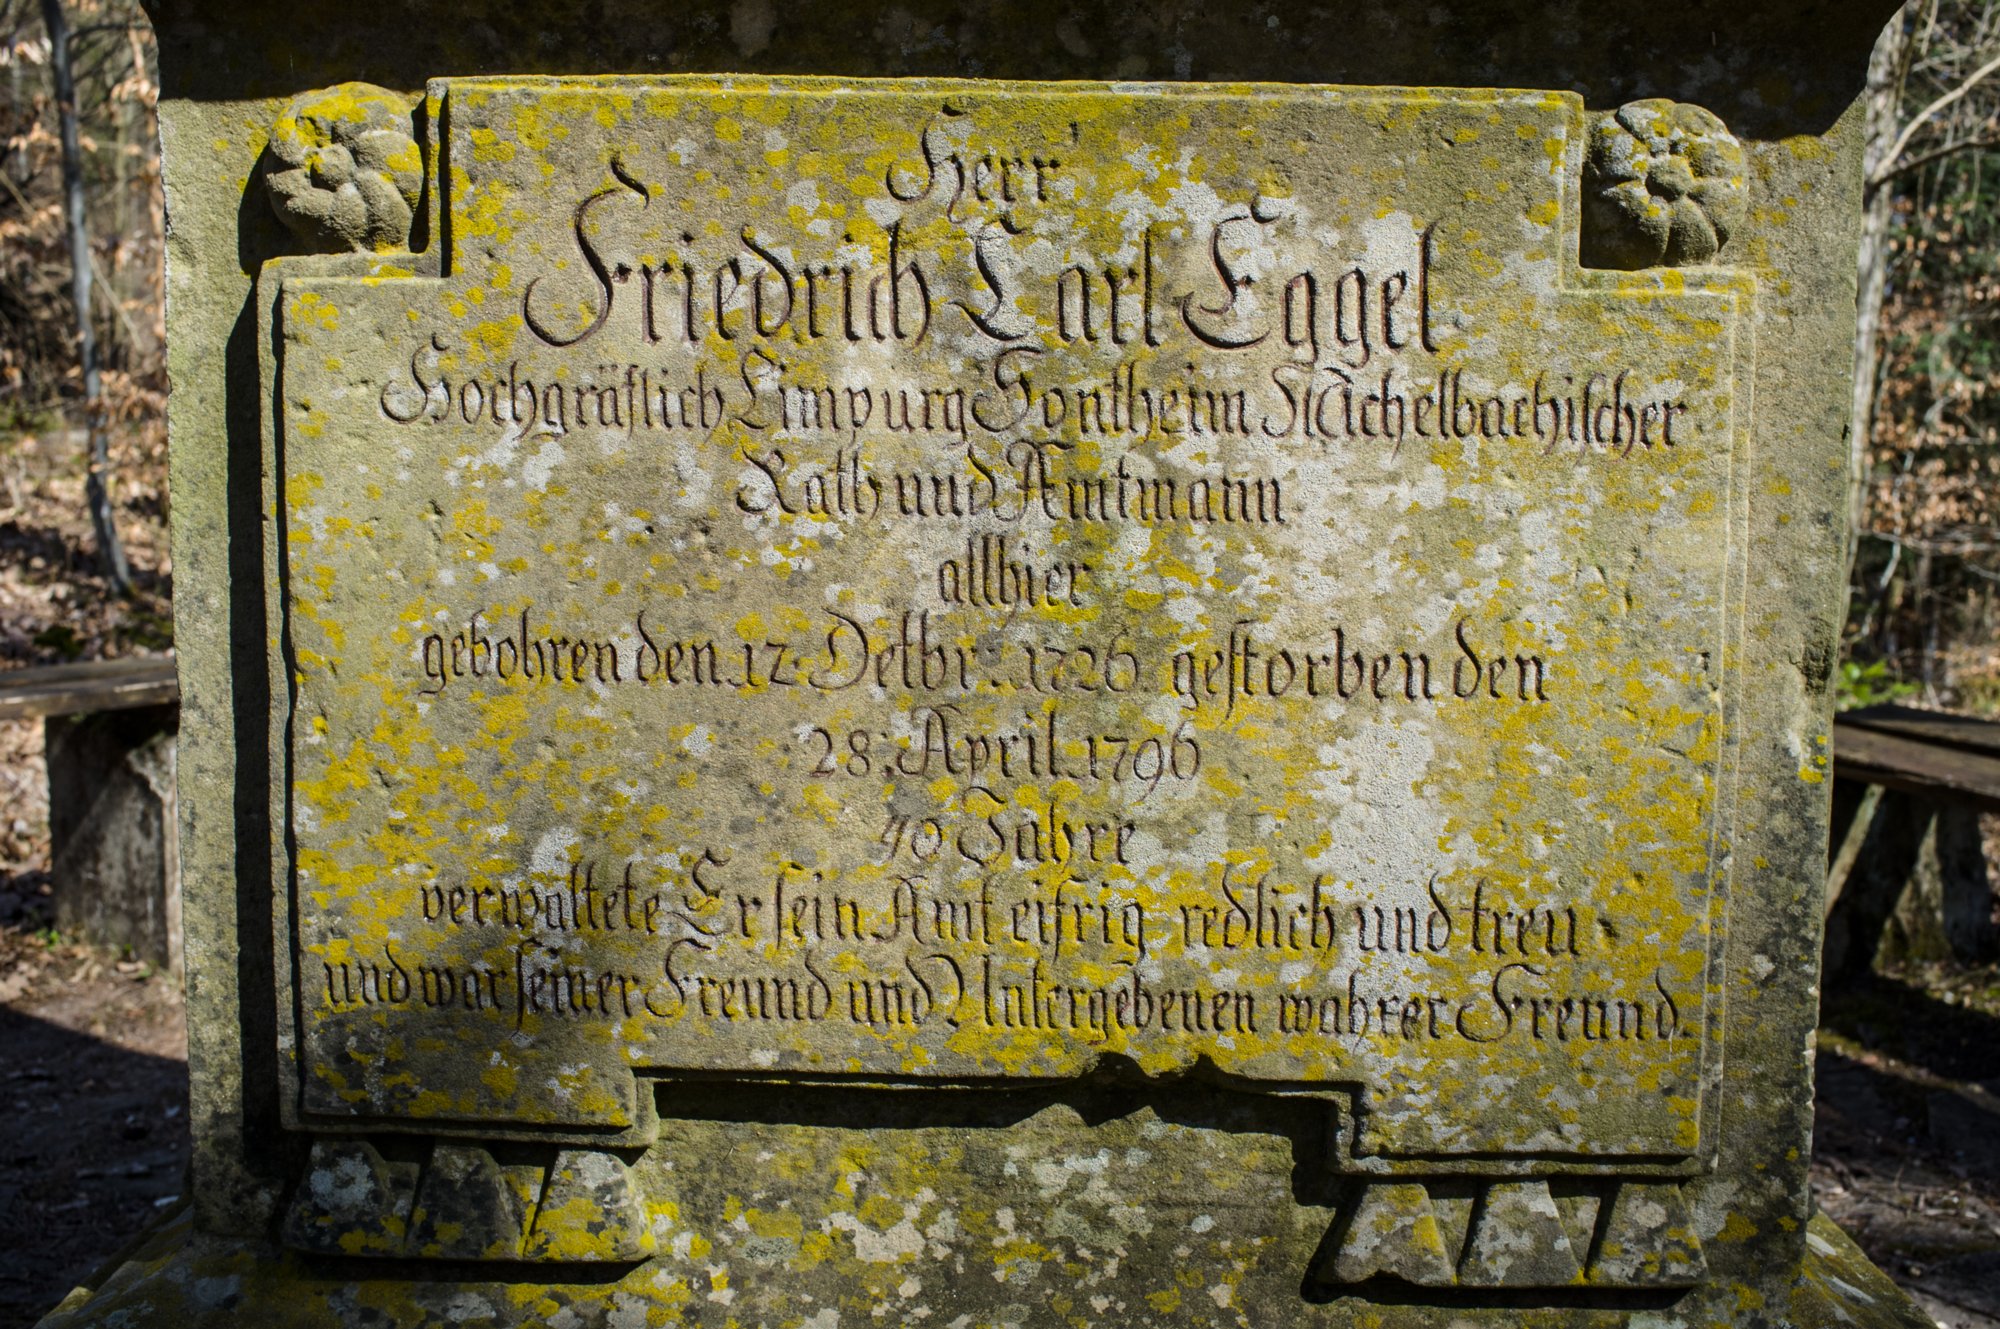 Herr
Friedrich Carl Eggel
Hochgräflich Limpurg Sontheim Michelbachischer
Rath und Amtmann
allhier
gebohren den 17. Octbr: 1726 gestorben den
28: April 1796
40 Jahre
verwaltete Er sein Amt eifrig redlich und treu
und war seiner Freund und Untergebenen wahrer Freund.